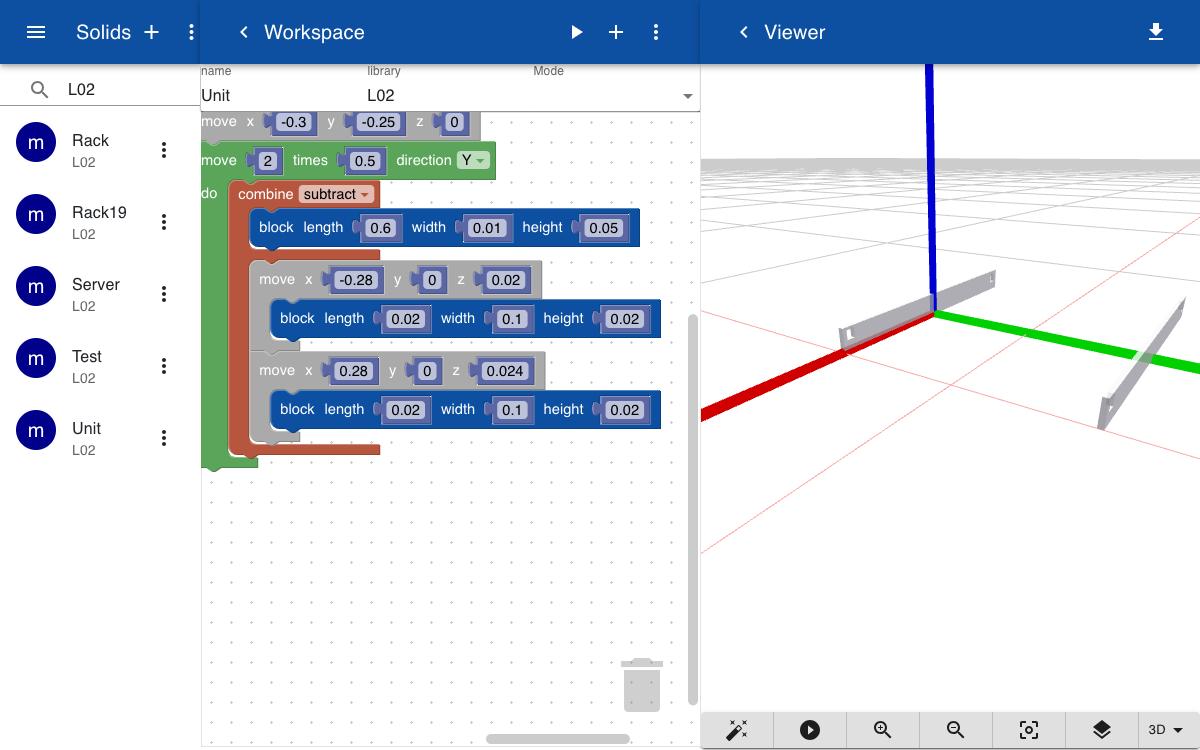 Solids
Workspace
Viewer
L02
name
library
Mode
Unit
L02
m
Rack
L02
m
Rack19
L02
m
Server
L02
m
Test
L02
m
Unit
L02
move x -0.3 y -0.25 z 0
move 2 times 0.5 direction Y
do combine subtract
block length 0.6 width 0.01 height 0.05
move x -0.28 y 0 z 0.02
block length 0.02 width 0.1 height 0.02
move x 0.28 y 0 z 0.024
block length 0.02 width 0.1 height 0.02
3D